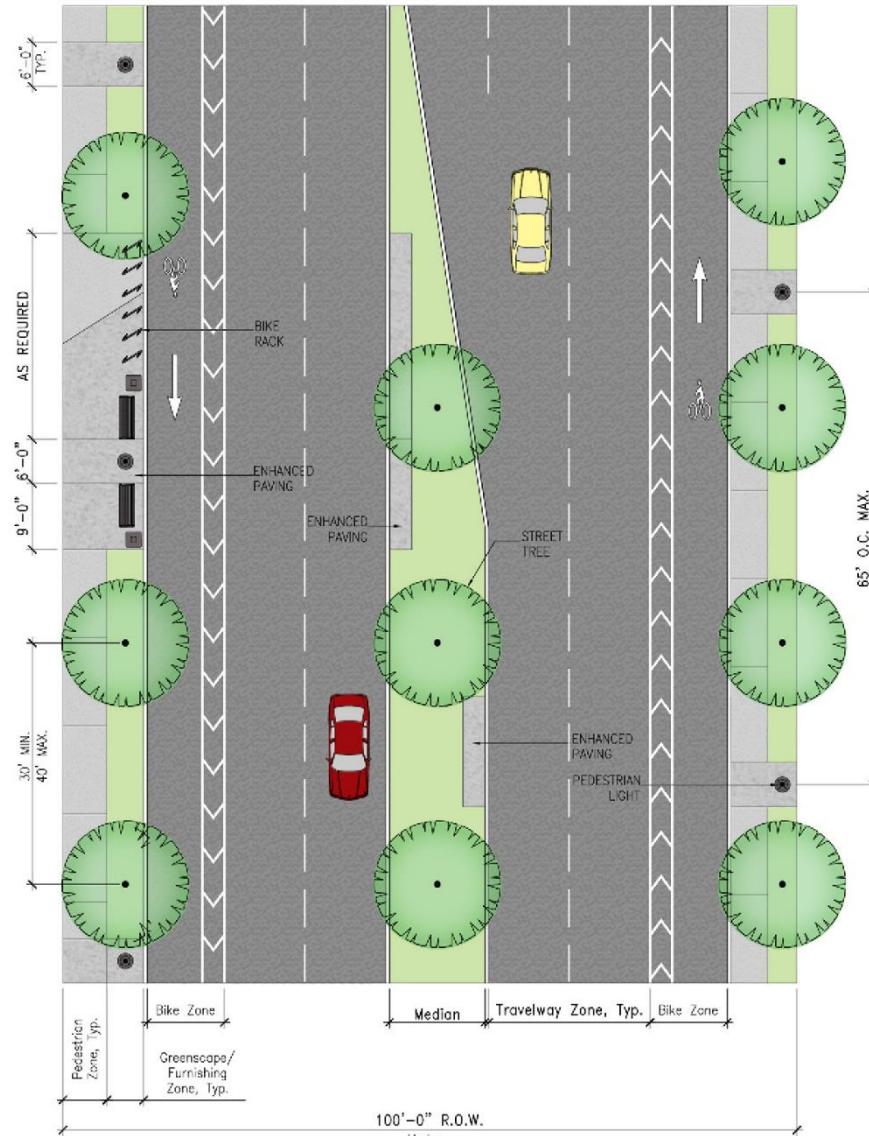 6'-0"
TYP.
AS REQUIRED
6'-0"
9'-0"
30' MIN.
40' MAX.
BIKE
RACK
ENHANCED
PAVING
ENHANCED
PAVING
STREET
TREE
ENHANCED
PAVING
PEDESTRIAN
LIGHT
65' O.C. MAX.
Pedestrian
Zone, Typ.
Bike Zone
Greenscape/
Furnishing
Zone, Typ.
Median
Travelway Zone, Typ.
Bike Zone
100'-0" R.O.W.